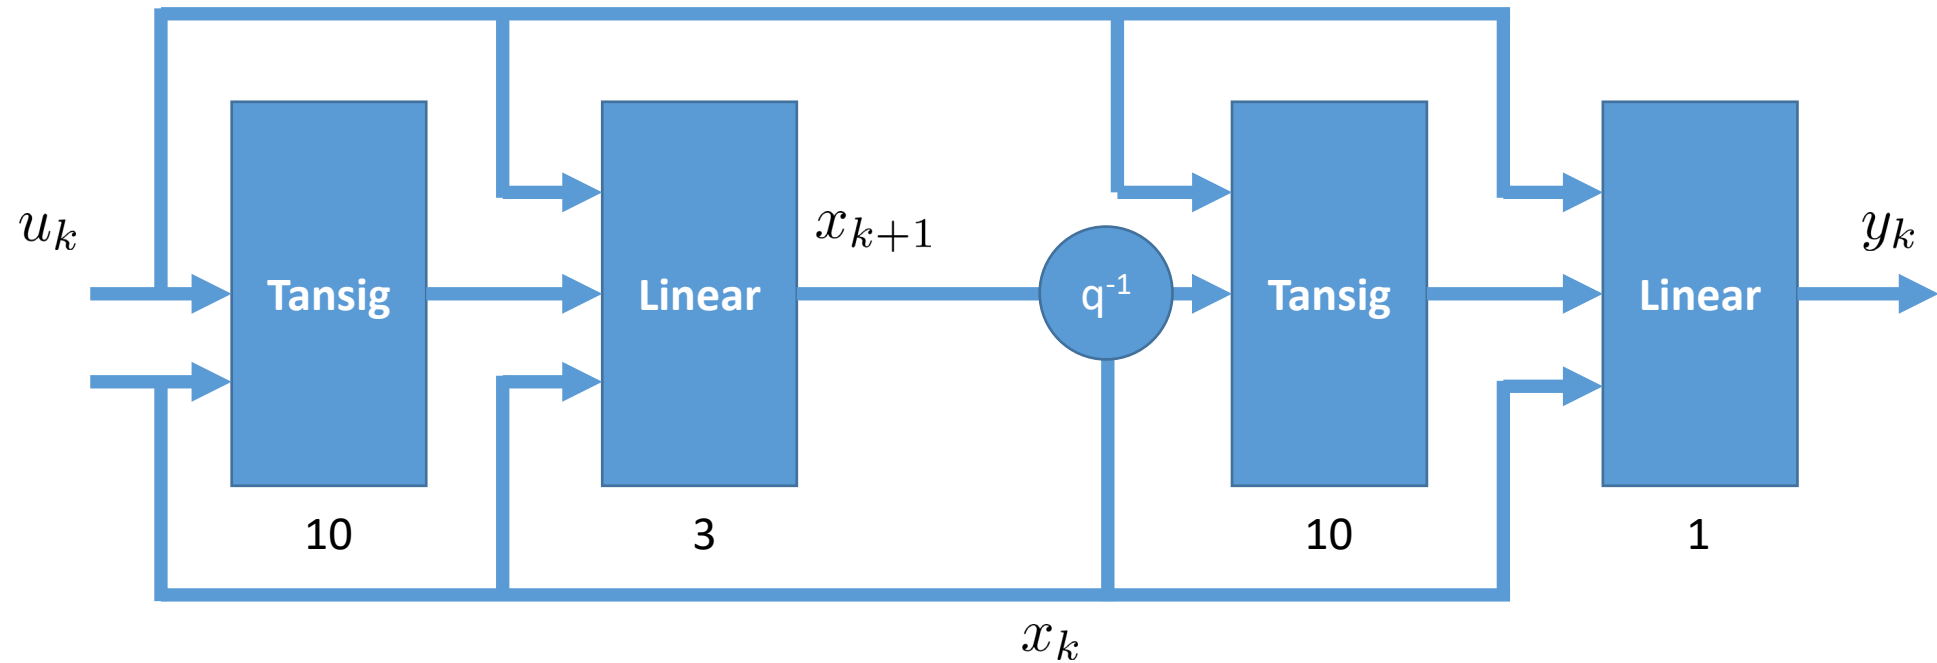 u_k
Tansig
10
Linear
3
x_{k+1}
q^{-1}
x_k
Tansig
10
Linear
1
y_k